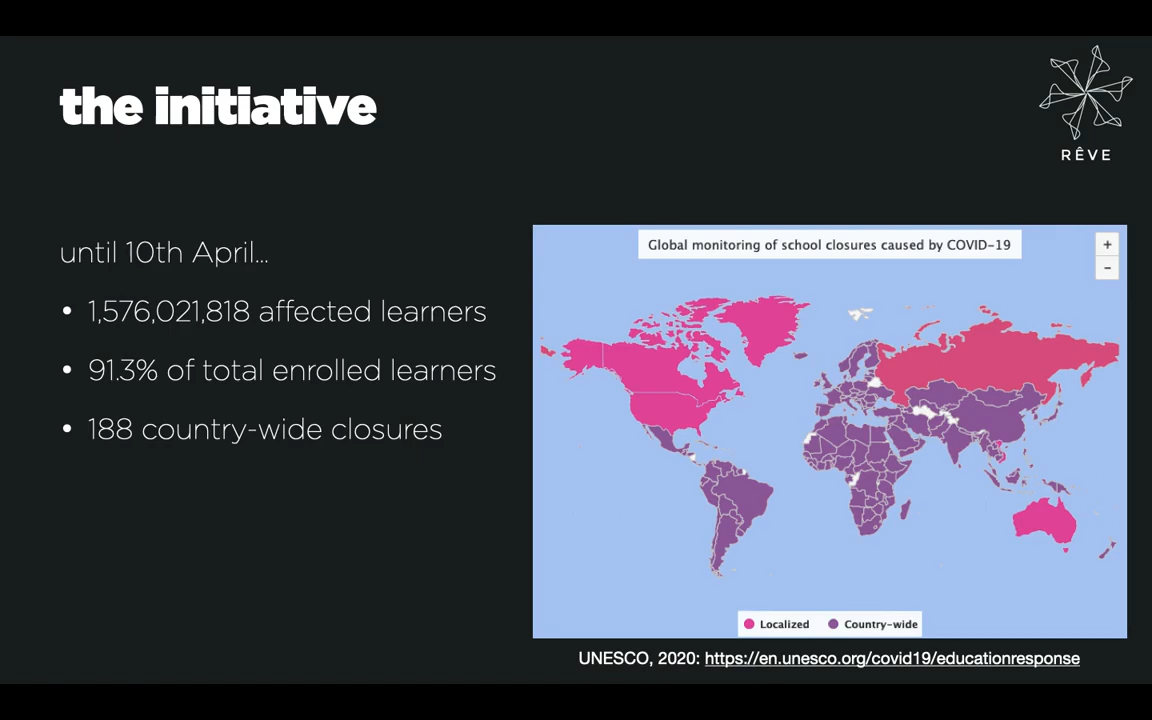 the initiative
RÊVE
until 10th April...
• 1,576,021,818 affected learners
• 91.3% of total enrolled learners
• 188 country-wide closures
Global monitoring of school closures caused by COVID-19
+
-
Localized Country-wide
UNESCO, 2020: https://en.unesco.org/covid19/educationresponse